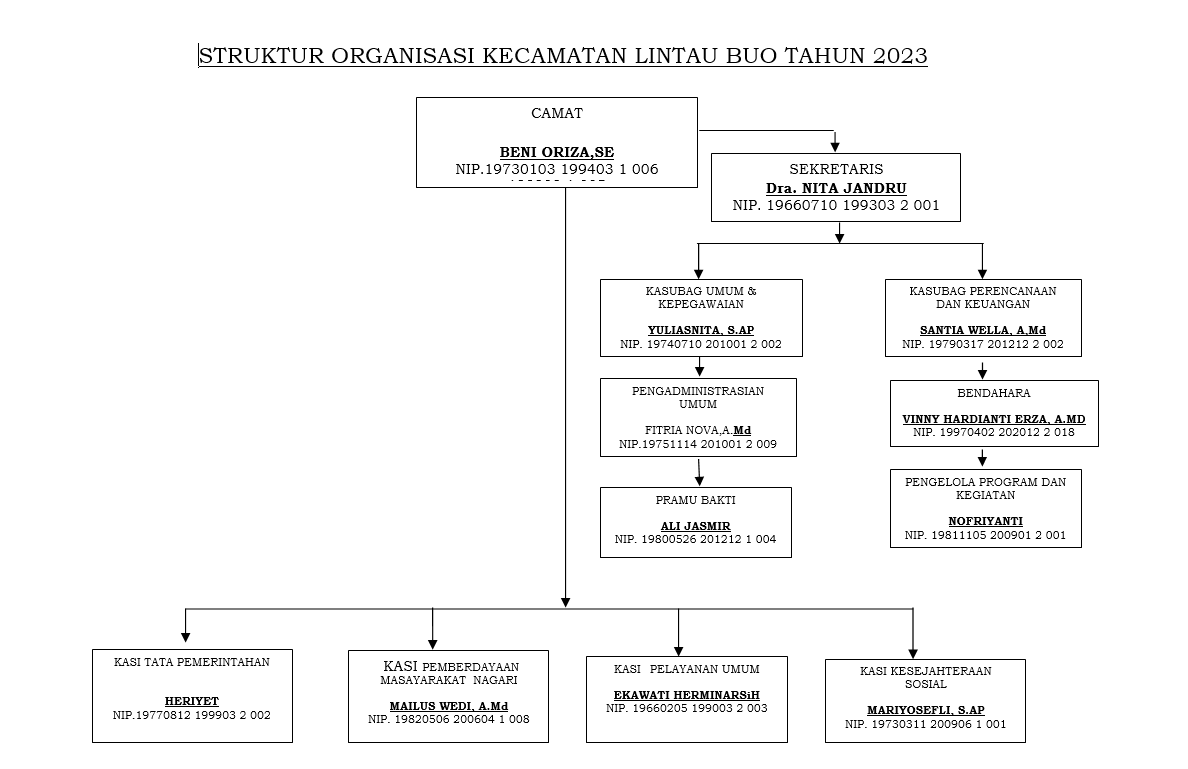 STRUKTUR ORGANISASI KECAMATAN LINTAU BUO TAHUN 2023
CAMAT
BENI ORIZA,SE
NIP.19730103 199403 1 006
SEKRETARIS
Dra. NITA JANDRU
NIP. 19660710 199303 2 001
KASUBAG UMUM &
KEPEGAWAIAN
YULIASNITA, S.AP
NIP. 19740710 201001 2 002
KASUBAG PERENCANAAN
DAN KEUANGAN
SANTIA WELLA, A,Md
NIP. 19790317 201212 2 002
PENGADMINISTRASIAN
UMUM
FITRIA NOVA,A.Md
NIP.19751114 201001 2 009
BENDAHARA
VINNY HARDIANTI ERZA, A.MD
NIP. 19970402 202012 2 018
PRAMU BAKTI
ALI JASMIR
NIP. 19800526 201212 1 004
PENGELOLA PROGRAM DAN
KEGIATAN
NOFRIYANTI
NIP. 19811105 200901 2 001
KASI TATA PEMERINTAHAN
HERIYET
NIP.19770812 199903 2 002
KASI PEMBERDAYAAN
MASAYARAKAT NAGARI
MAILUS WEDI, A.Md
NIP. 19820506 200604 1 008
KASI PELAYANAN UMUM
EKAWATI HERMINARSiH
NIP. 19660205 199003 2 003
KASI KESEJAHTERAAN
SOSIAL
MARIYOSEFLI, S.AP
NIP. 19730311 200906 1 001